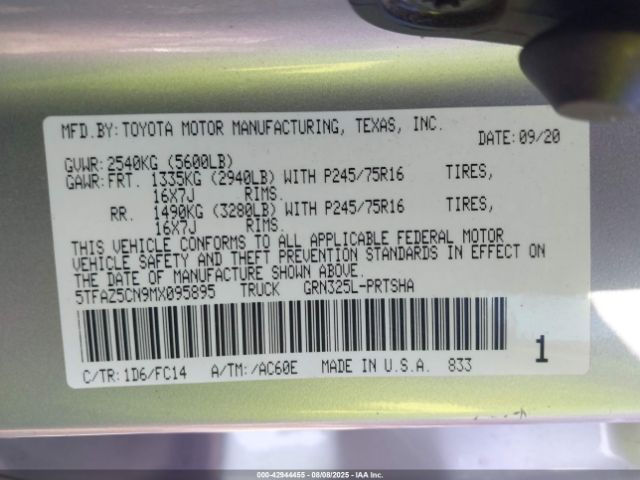 MFD.BY: TOYOTA MOTOR MANUFACTURING, TEXAS, INC.
DATE: 09/20
GVWR: 2540KG (5600LB)
GAWR: FRT. 1335KG (2940LB) WITH P245/75R16 TIRES,
16X7J RIMS.
RR. 1490KG (3280LB) WITH P245/75R16 TIRES,
16X7J RIMS.
THIS VEHICLE CONFORMS TO ALL APPLICABLE FEDERAL MOTOR
VEHICLE SAFETY AND THEFT PREVENTION STANDARDS IN EFFECT ON
THE DATE OF MANUFACTURE SHOWN ABOVE.
5TFAZ5CN9MX095895 TRUCK GRN325L-PRTSHA
1
C/TR: 1D6/FC14 A/TM: /AC60E MADE IN U.S.A. 833
000-42944455 - 08/08/2025 - IAA Inc.